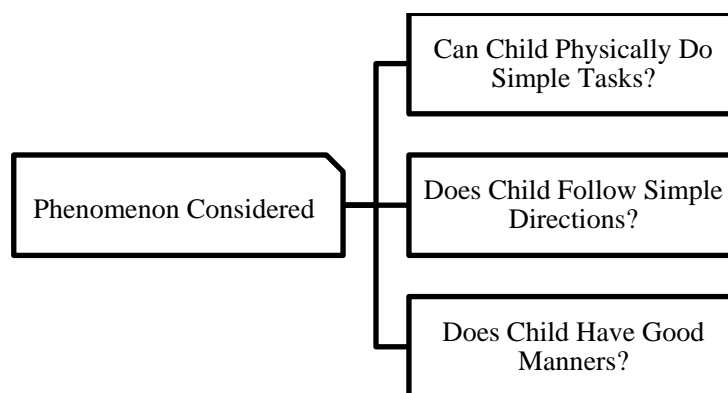 Can Child Physically Do
Simple Tasks?
Phenomenon Considered
Does Child Follow Simple
Directions?
Does Child Have Good
Manners?